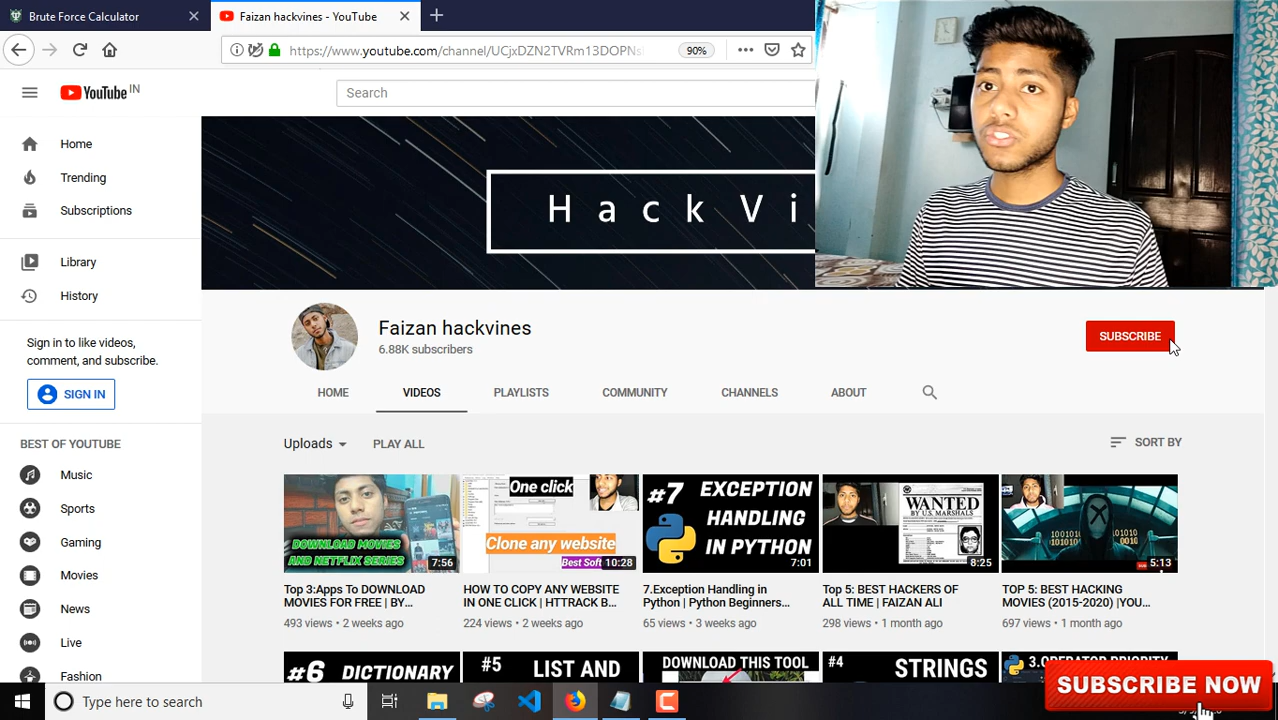 Brute Force Calculator
Faizan hackvines - YouTube
https://www.youtube.com/channel/UCjxDZN2TVRm13DOPNs
90%
YouTube IN
Search
Home
Trending
Subscriptions
Library
History
Sign in to like videos,
comment, and subscribe.
SIGN IN
BEST OF YOUTUBE
Music
Sports
Gaming
Movies
News
Live
Fashion
Hack Vi
Faizan hackvines
6.88K subscribers
SUBSCRIBE
HOME VIDEOS PLAYLISTS COMMUNITY CHANNELS ABOUT
Uploads PLAY ALL SORT BY
DOWNLOAD MOVIES
AND NETFLIX SERIES
7:56
Top 3:Apps To DOWNLOAD
MOVIES FOR FREE | BY...
493 views • 2 weeks ago
One click
Clone any website
Best Soft
10:28
HOW TO COPY ANY WEBSITE
IN ONE CLICK | HTTRACK B...
224 views • 2 weeks ago
#7 EXCEPTION
HANDLING
IN PYTHON
7:01
7.Exception Handling in
Python | Python Beginners...
65 views • 3 weeks ago
WANTED
BY U.S. MARSHALS
8:25
Top 5: BEST HACKERS OF
ALL TIME | FAIZAN ALI
298 views • 1 month ago
5:13
TOP 5: BEST HACKING
MOVIES (2015-2020) |YOU...
697 views • 1 month ago
#6 DICTIONARY
#5 LIST AND
DOWNLOAD THIS TOOL
#4 STRINGS
3.OPERATOR PRIORITY
SUBSCRIBE NOW
Type here to search